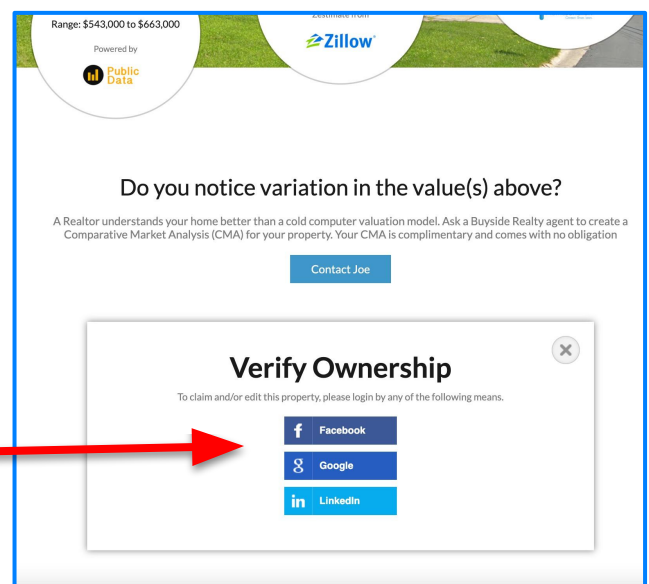 Range: $543,000 to $663,000
Powered by
Public
Data
Zestimate from
Zillow
Do you notice variation in the value(s) above?
A Realtor understands your home better than a cold computer valuation model. Ask a Buyside Realty agent to create a
Comparative Market Analysis (CMA) for your property. Your CMA is complimentary and comes with no obligation
Contact Joe
Verify Ownership
To claim and/or edit this property, please login by any of the following means.
f Facebook
g Google
in LinkedIn